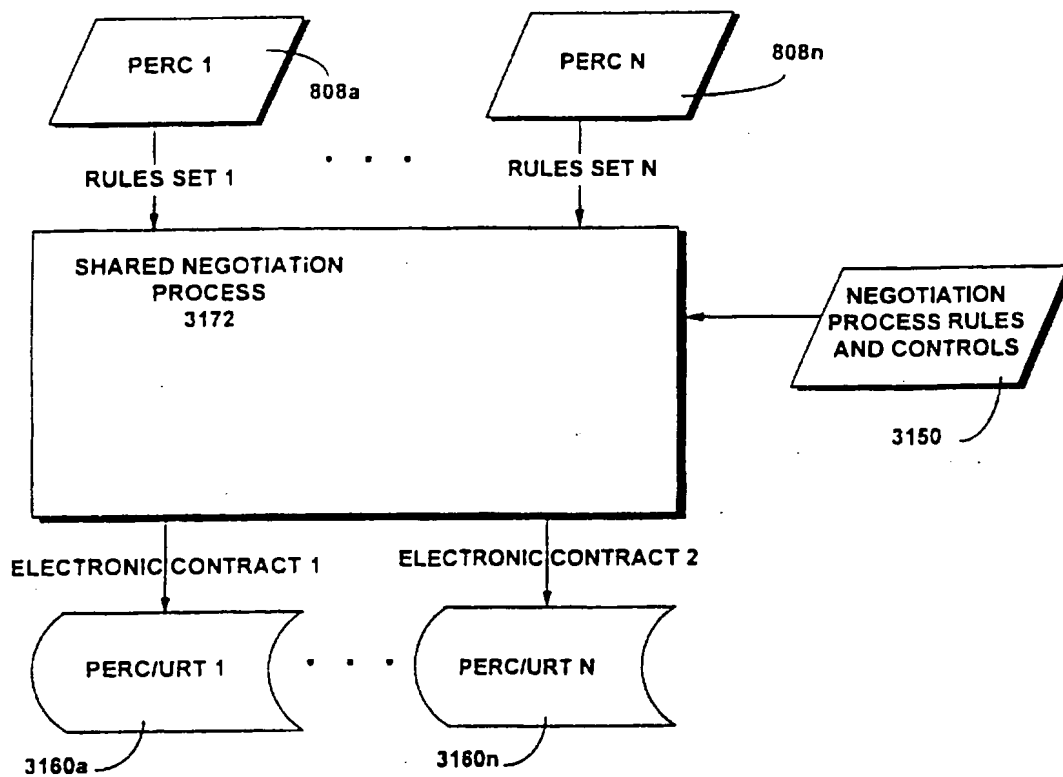 PERC 1
808a
PERC N
808n
RULES SET 1
RULES SET N
SHARED NEGOTIATiON
PROCESS
3172
NEGOTIATION
PROCESS RULES
AND CONTROLS
3150
ELECTRONIC CONTRACT 1
ELECTRONIC CONTRACT 2
PERC/URT 1
PERC/URT N
3160a
3160n